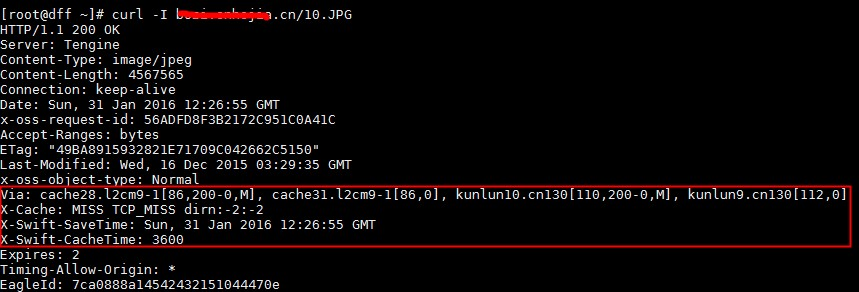 [root@dff ~]# curl -I .cn/10.JPG
HTTP/1.1 200 OK
Server: Tengine
Content-Type: image/jpeg
Content-Length: 4567565
Connection: keep-alive
Date: Sun, 31 Jan 2016 12:26:55 GMT
x-oss-request-id: 56ADFD8F3B2172C951C0A41C
Accept-Ranges: bytes
ETag: "49BA8915932821E71709C042662C5150"
Last-Modified: Wed, 16 Dec 2015 03:29:35 GMT
x-oss-object-type: Normal
Via: cache28.l2cm9-1[86,200-0,M], cache31.l2cm9-1[86,0], kunlun10.cn130[110,200-0,M], kunlun9.cn130[112,0]
X-Cache: MISS TCP_MISS dirn:-2:-2
X-Swift-SaveTime: Sun, 31 Jan 2016 12:26:55 GMT
X-Swift-CacheTime: 3600
Expires: 2
Timing-Allow-Origin: *
EagleId: 7ca0888a14542432151044470e